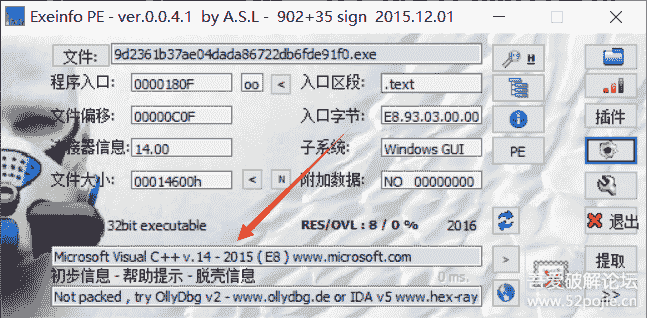 Exeinfo PE - ver.0.0.4.1 by A.S.L - 902+35 sign 2015.12.01
文件: 9d2361b37ae04dada86722db6fde91f0.exe H
程序入口: 0000180F oo < 入口区段: .text
文件偏移: 00000C0F 入口字节: E8.93.03.00.00 插件
连接器信息: 14.00 子系统: Windows GUI PE
文件大小: 00014600h < N 附加数据: NO 00000000
32bit executable RES/OVL : 8 / 0 % 2016 退出
Microsoft Visual C++ v.14 - 2015 ( E8 ) www.microsoft.com > 提取
初步信息 - 帮助提示 - 脱壳信息 0 ms.
Not packed , try OllyDbg v2 - www.ollydbg.de or IDA v5 www.hex-ray >>
吾爱破解论坛
www.52pojie.cn